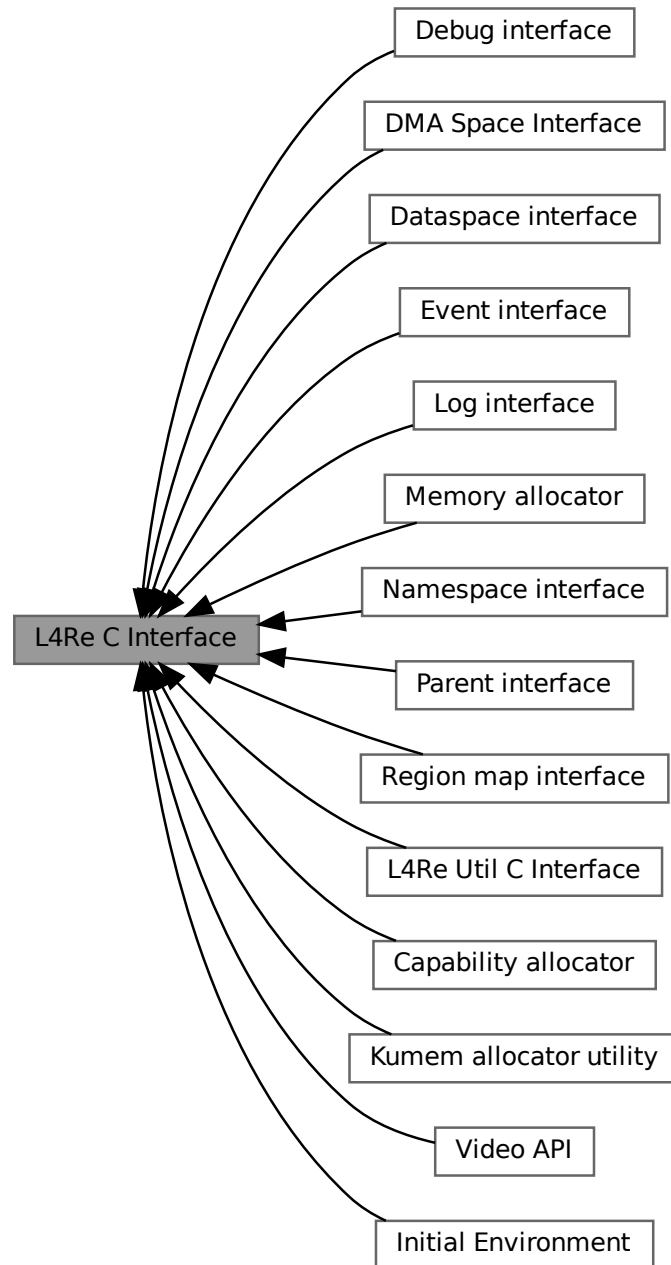 Debug interface
DMA Space Interface
Dataspace interface
Event interface
Log interface
Memory allocator
Namespace interface
L4Re C Interface
Parent interface
Region map interface
L4Re Util C Interface
Capability allocator
Kumem allocator utility
Video API
Initial Environment